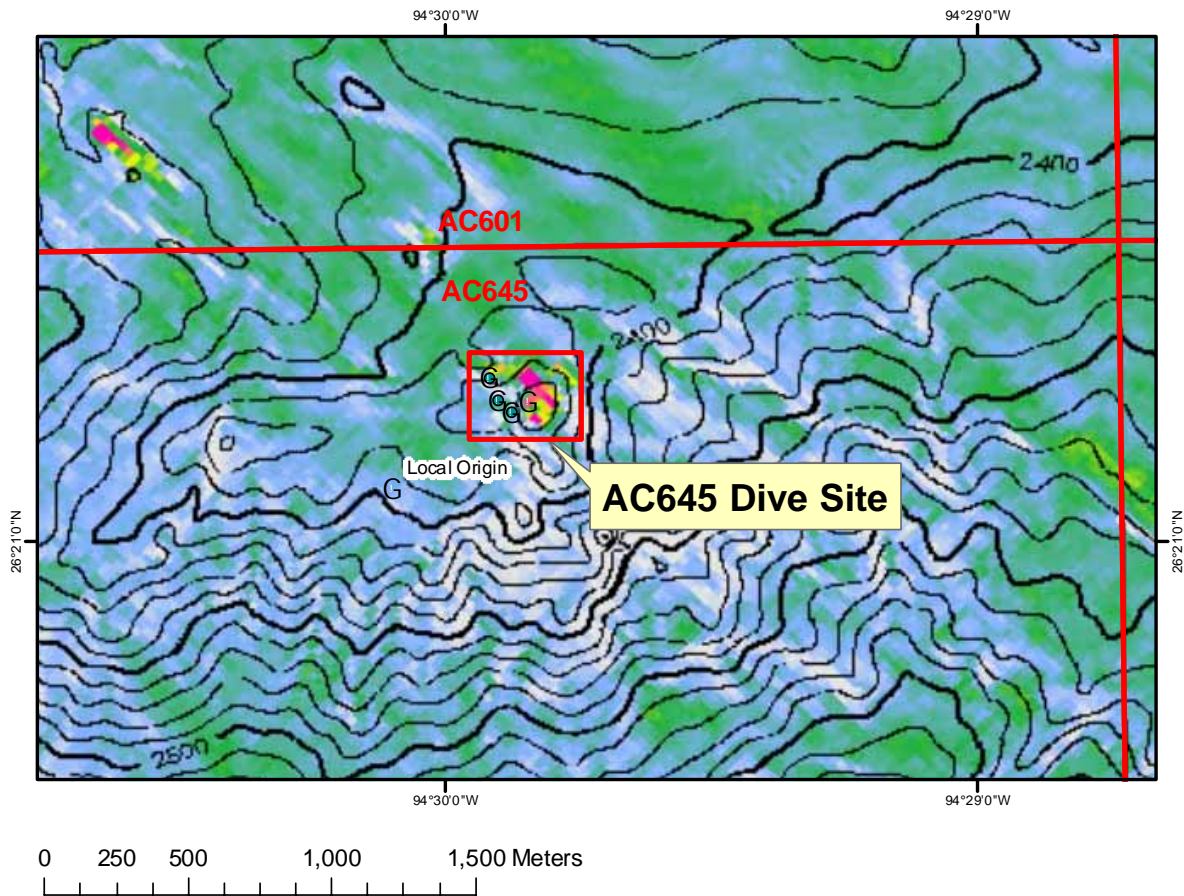 94°30'0"W 94°29'0"W
2400
AC601
AC645
2400
G
G
G G
Local Origin
G
AC645 Dive Site
26°21'0"N 26°21'0"N
2500
94°30'0"W 94°29'0"W
0 250 500 1,000 1,500 Meters